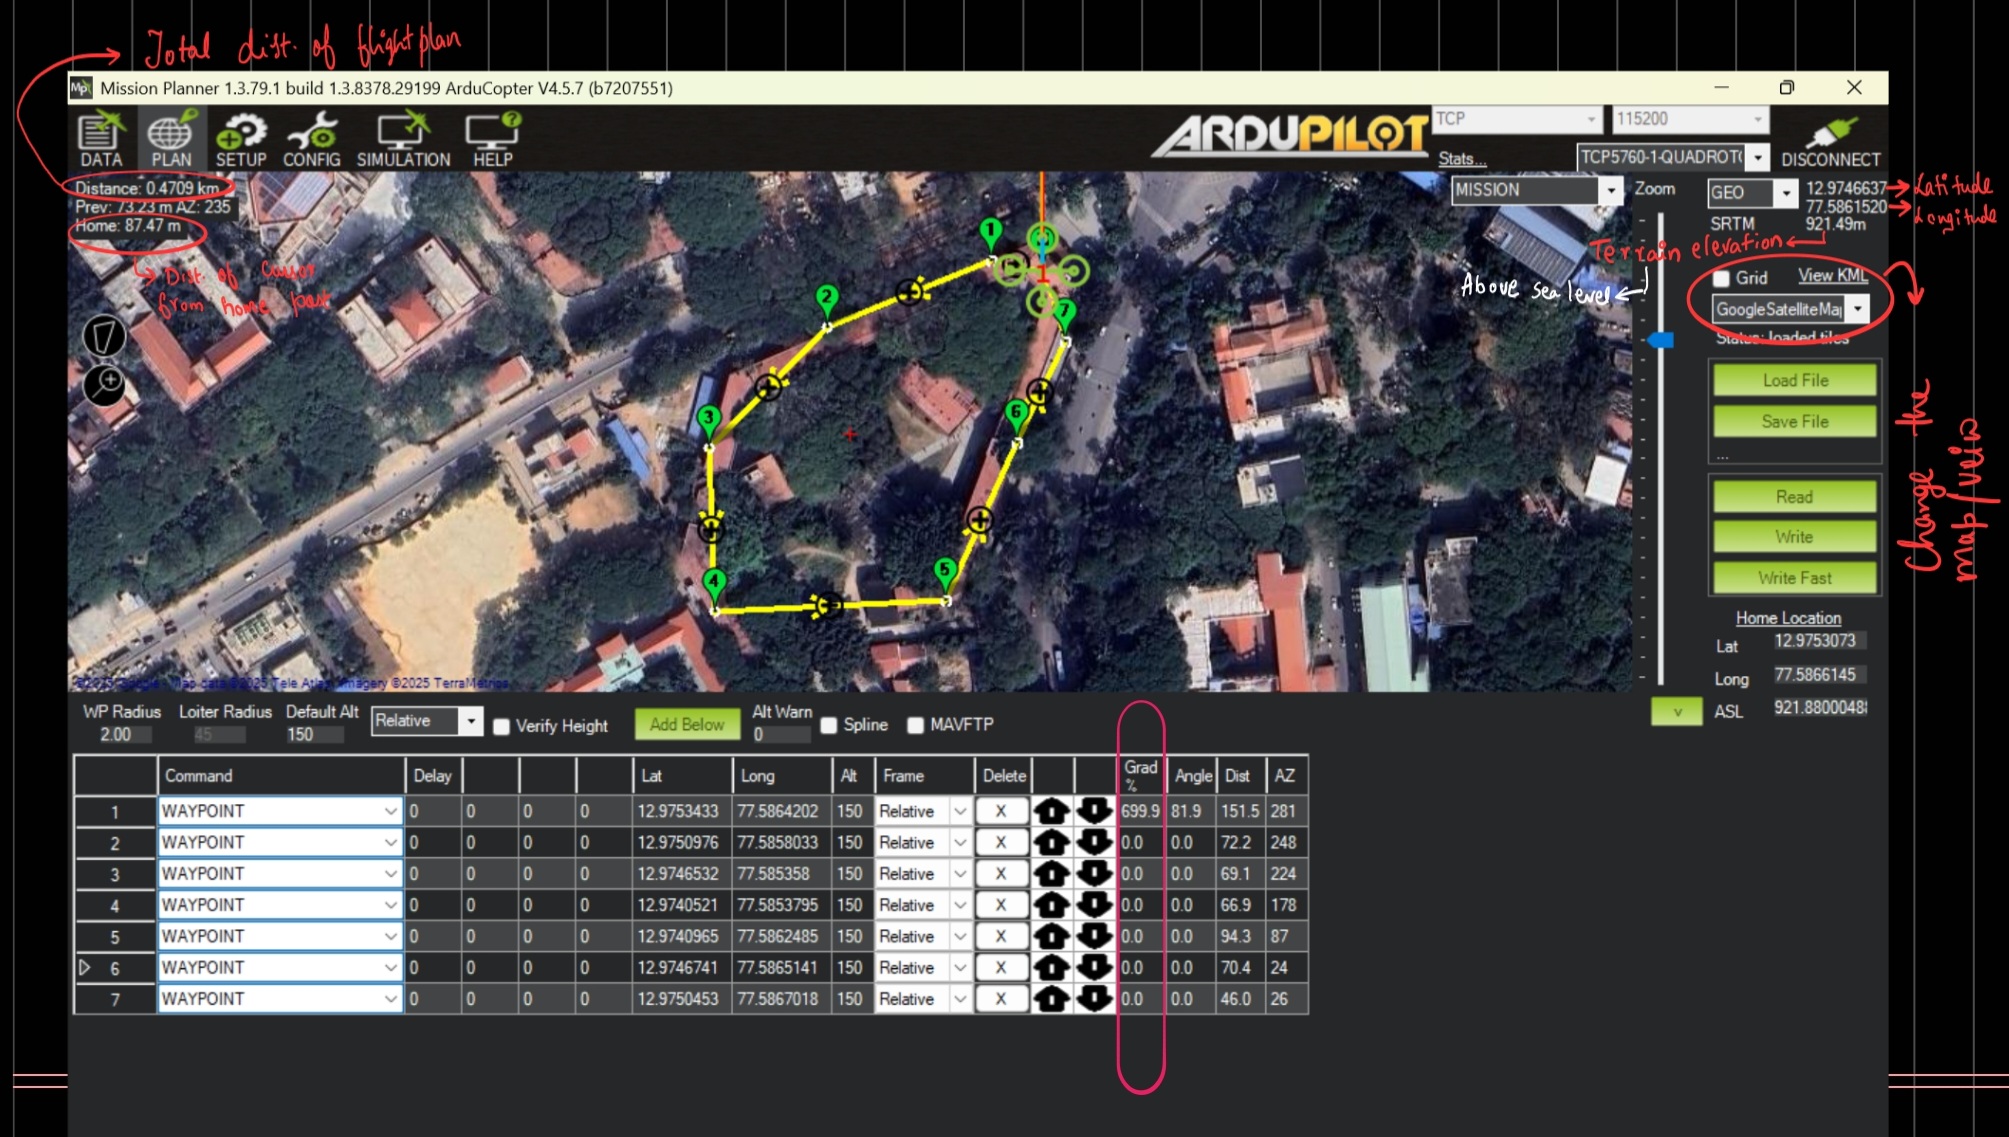 Total dist. of flight plan
Mp Mission Planner 1.3.79.1 build 1.3.8378.29199 ArduCopter V4.5.7 (b7207551)
DATA PLAN SETUP CONFIG SIMULATION HELP
ARDUPILOT
TCP 115200
Stats... TCP5760-1-QUADROT DISCONNECT
Distance: 0.4709 km
Prev: 73.23 m AZ: 235
Home: 87.47 m
Dist. of cursor
from home
MISSION Zoom
GEO 12.9746637 Latitude
77.5861520 Longitude
SRTM 921.49m
Terrain elevation
Above sea level
Grid View KML
GoogleSatelliteMa
Status: loaded tiles
Change the
map/
Load File
Save File
...
Read
Write
Write Fast
Home Location
Lat 12.9753073
Long 77.5866145
ASL 921.8800048
v
1
2
3
4
5
6
7
1
©2025 TerraMetrics
WP Radius Loiter Radius Default Alt Relative Verify Height Add Below Alt Warn Spline MAVFTP
2.00 45 150 0
Command Delay Lat Long Alt Frame Delete Grad % Angle Dist AZ
1 WAYPOINT 0 0 0 0 12.9753433 77.5864202 150 Relative X 699.9 81.9 151.5 281
2 WAYPOINT 0 0 0 0 12.9750976 77.5858033 150 Relative X 0.0 0.0 72.2 248
3 WAYPOINT 0 0 0 0 12.9746532 77.585358 150 Relative X 0.0 0.0 69.1 224
4 WAYPOINT 0 0 0 0 12.9740521 77.5853795 150 Relative X 0.0 0.0 66.9 178
5 WAYPOINT 0 0 0 0 12.9740965 77.5862485 150 Relative X 0.0 0.0 94.3 87
6 WAYPOINT 0 0 0 0 12.9746741 77.5865141 150 Relative X 0.0 0.0 70.4 24
7 WAYPOINT 0 0 0 0 12.9750453 77.5867018 150 Relative X 0.0 0.0 46.0 26